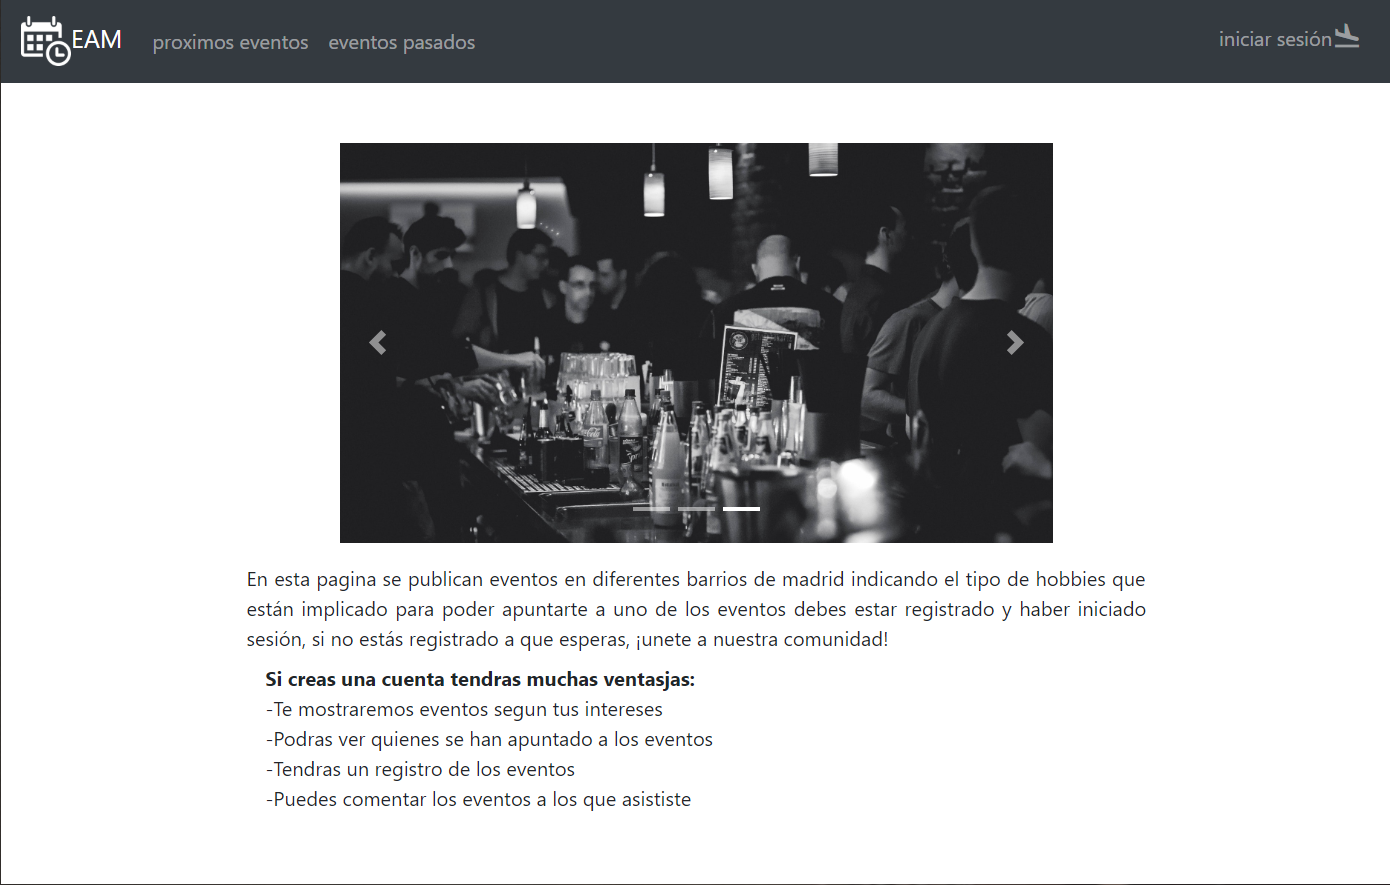 EAM
proximos eventos
eventos pasados
iniciar sesión
Coca-Cola
En esta pagina se publican eventos en diferentes barrios de madrid indicando el tipo de hobbies que
están implicado para poder apuntarte a uno de los eventos debes estar registrado y haber iniciado
sesión, si no estás registrado a que esperas, ¡unete a nuestra comunidad!
Si creas una cuenta tendras muchas ventasjas:
-Te mostraremos eventos segun tus intereses
-Podras ver quienes se han apuntado a los eventos
-Tendras un registro de los eventos
-Puedes comentar los eventos a los que asististe